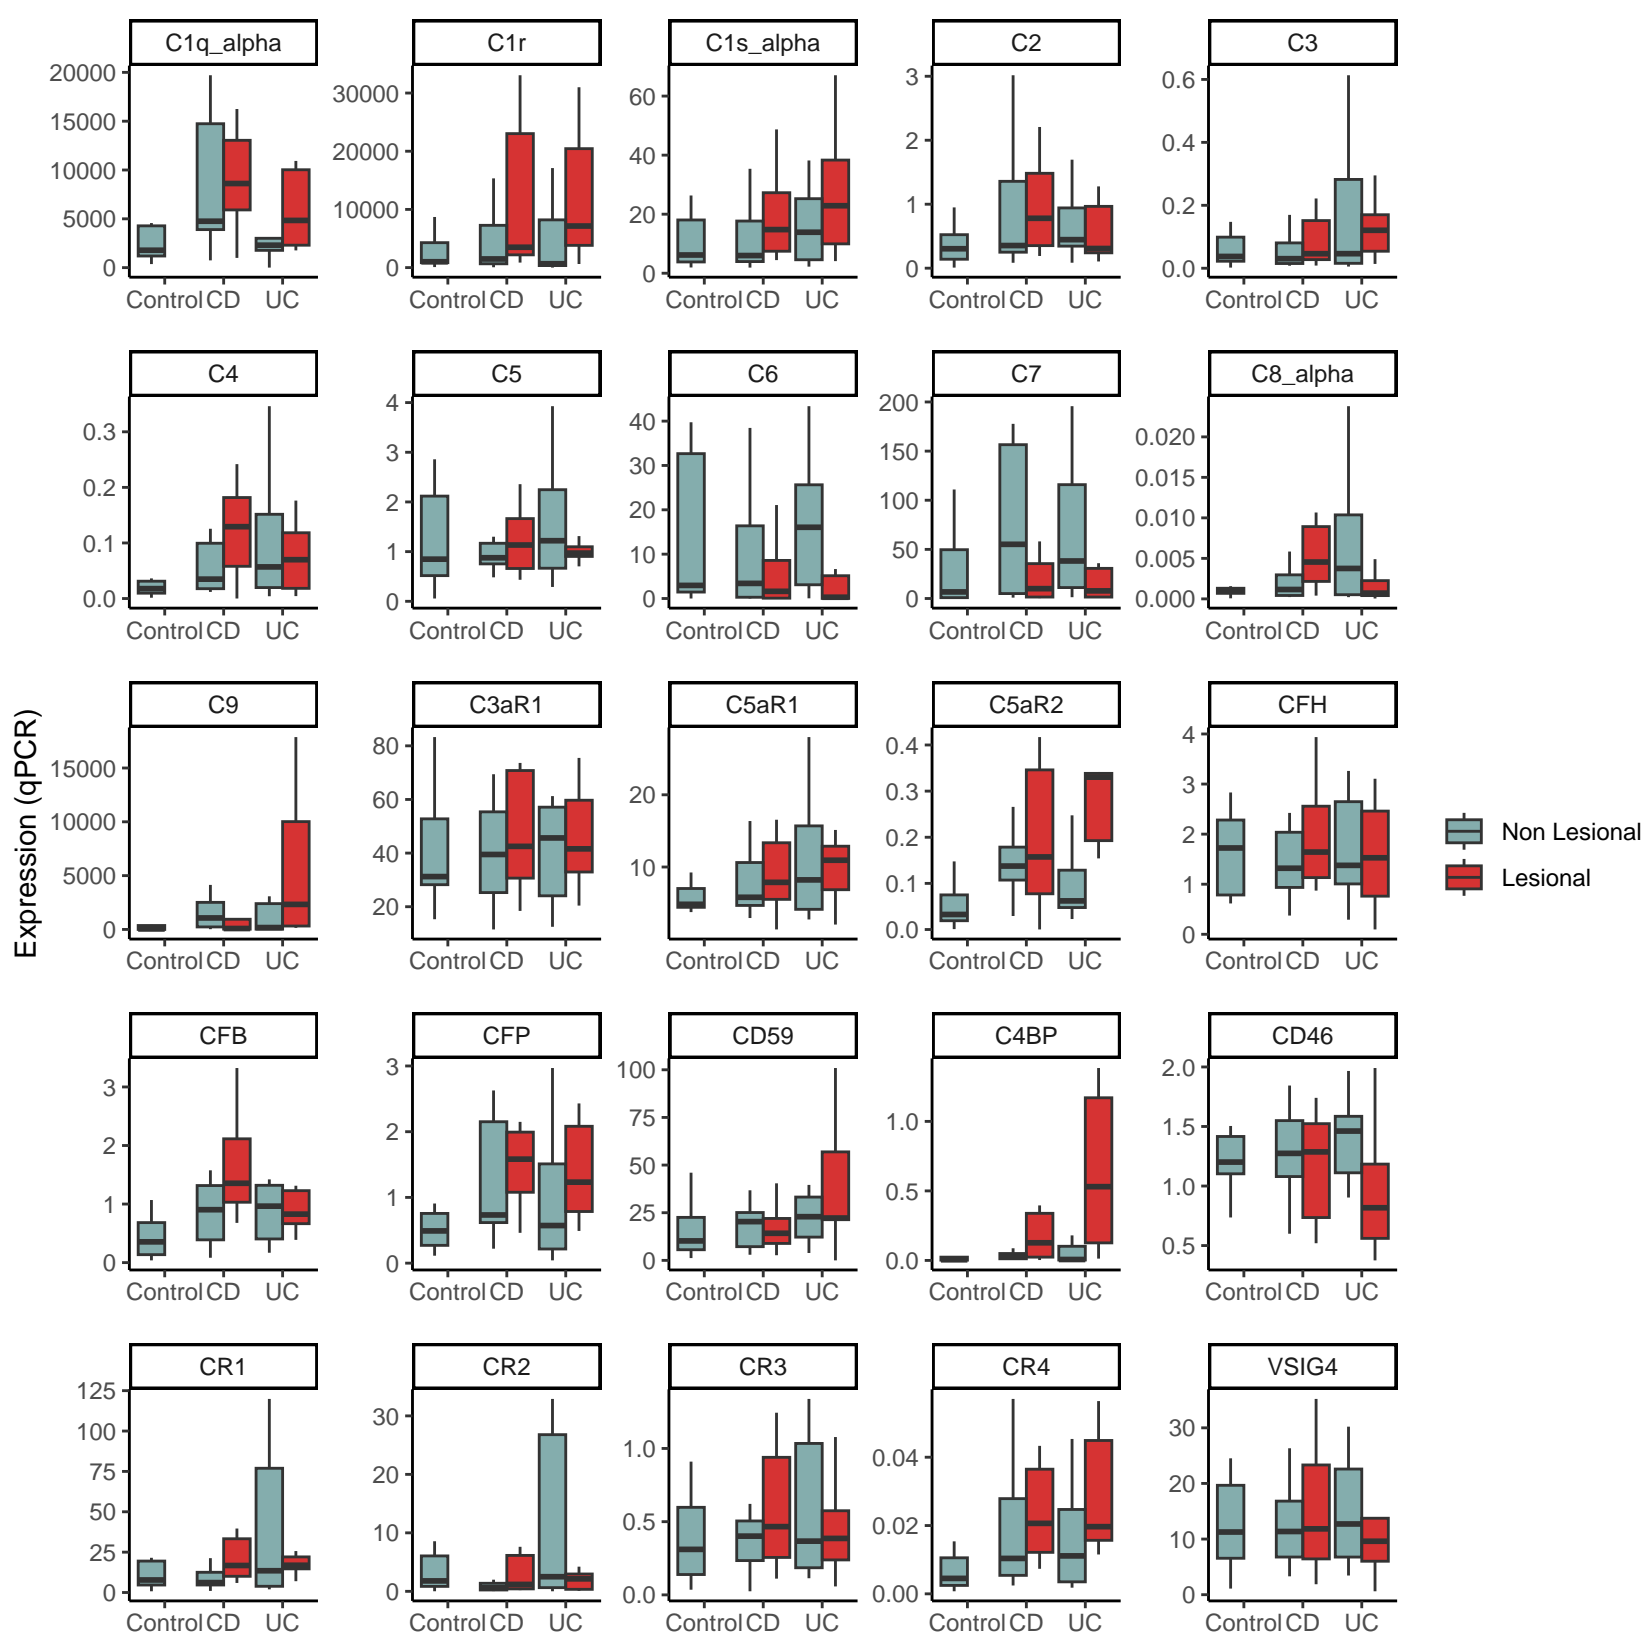 C1q_alpha C1r C1s_alpha C2 C3
20000 15000 10000 5000 0
30000 20000 10000 0
60 40 20 0
3 2 1 0
0.6 0.4 0.2 0.0
Control CD UC Control CD UC Control CD UC Control CD UC Control CD UC
C4 C5 C6 C7 C8_alpha
0.3 0.2 0.1 0.0
4 3 2 1 0
40 30 20 10 0
200 150 100 50 0
0.020 0.015 0.010 0.005 0.000
Control CD UC Control CD UC Control CD UC Control CD UC Control CD UC
Expression (qPCR)
C9 C3aR1 C5aR1 C5aR2 CFH
15000 10000 5000 0
80 60 40 20
20 10
0.4 0.3 0.2 0.1 0.0
4 3 2 1 0
Control CD UC Control CD UC Control CD UC Control CD UC Control CD UC
Non Lesional
Lesional
CFB CFP CD59 C4BP CD46
3 2 1 0
3 2 1 0
100 75 50 25 0
1.0 0.5 0.0
2.0 1.5 1.0 0.5
Control CD UC Control CD UC Control CD UC Control CD UC Control CD UC
CR1 CR2 CR3 CR4 VSIG4
125 100 75 50 25 0
30 20 10 0
1.0 0.5 0.0
0.04 0.02 0.00
30 20 10 0
Control CD UC Control CD UC Control CD UC Control CD UC Control CD UC